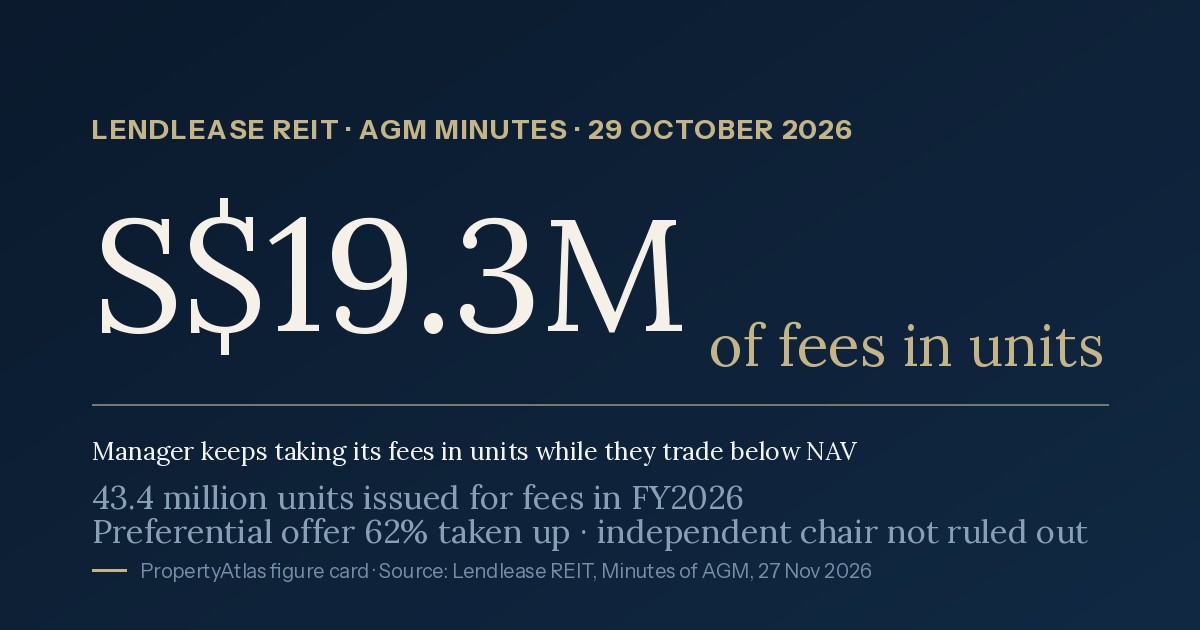 LENDLEASE REIT · AGM MINUTES · 29 OCTOBER 2026
S$19.3M of fees in units
Manager keeps taking its fees in units while they trade below NAV
43.4 million units issued for fees in FY2026
Preferential offer 62% taken up · independent chair not ruled out
PropertyAtlas figure card · Source: Lendlease REIT, Minutes of AGM, 27 Nov 2026